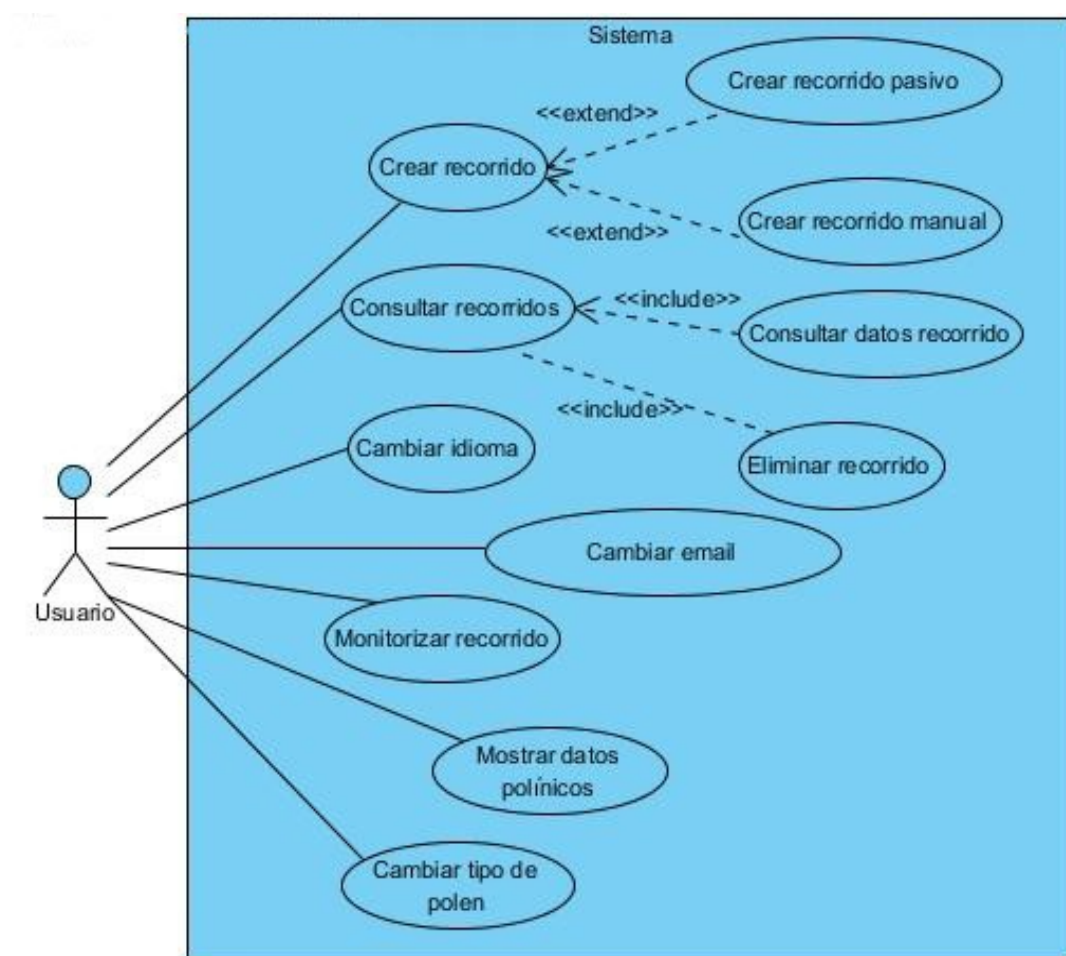 Sistema
Crear recorrido pasivo
<<extend>>
Crear recorrido
Crear recorrido manual
<<extend>>
<<include>>
Consultar recorridos
Consultar datos recorrido
<<include>>
Cambiar idioma
Eliminar recorrido
Cambiar email
Usuario
Monitorizar recorrido
Mostrar datos
polínicos
Cambiar tipo de
polen